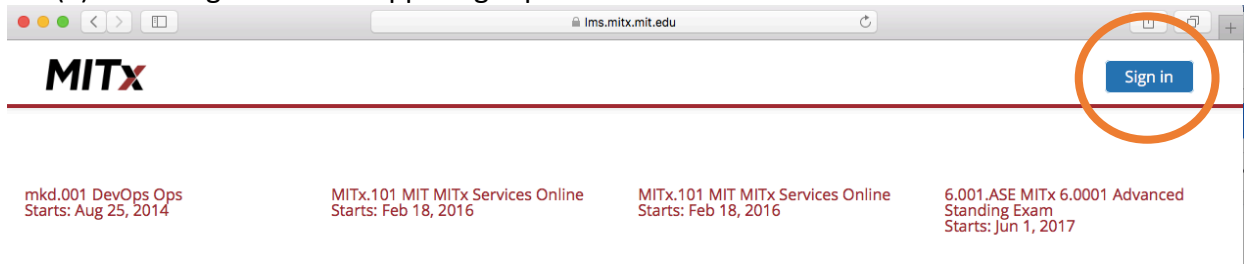 lms.mitx.mit.edu
MITx
Sign in
mkd.001 DevOps Ops
Starts: Aug 25, 2014
MITx.101 MIT MITx Services Online
Starts: Feb 18, 2016
MITx.101 MIT MITx Services Online
Starts: Feb 18, 2016
6.001.ASE MITx 6.0001 Advanced
Standing Exam
Starts: Jun 1, 2017